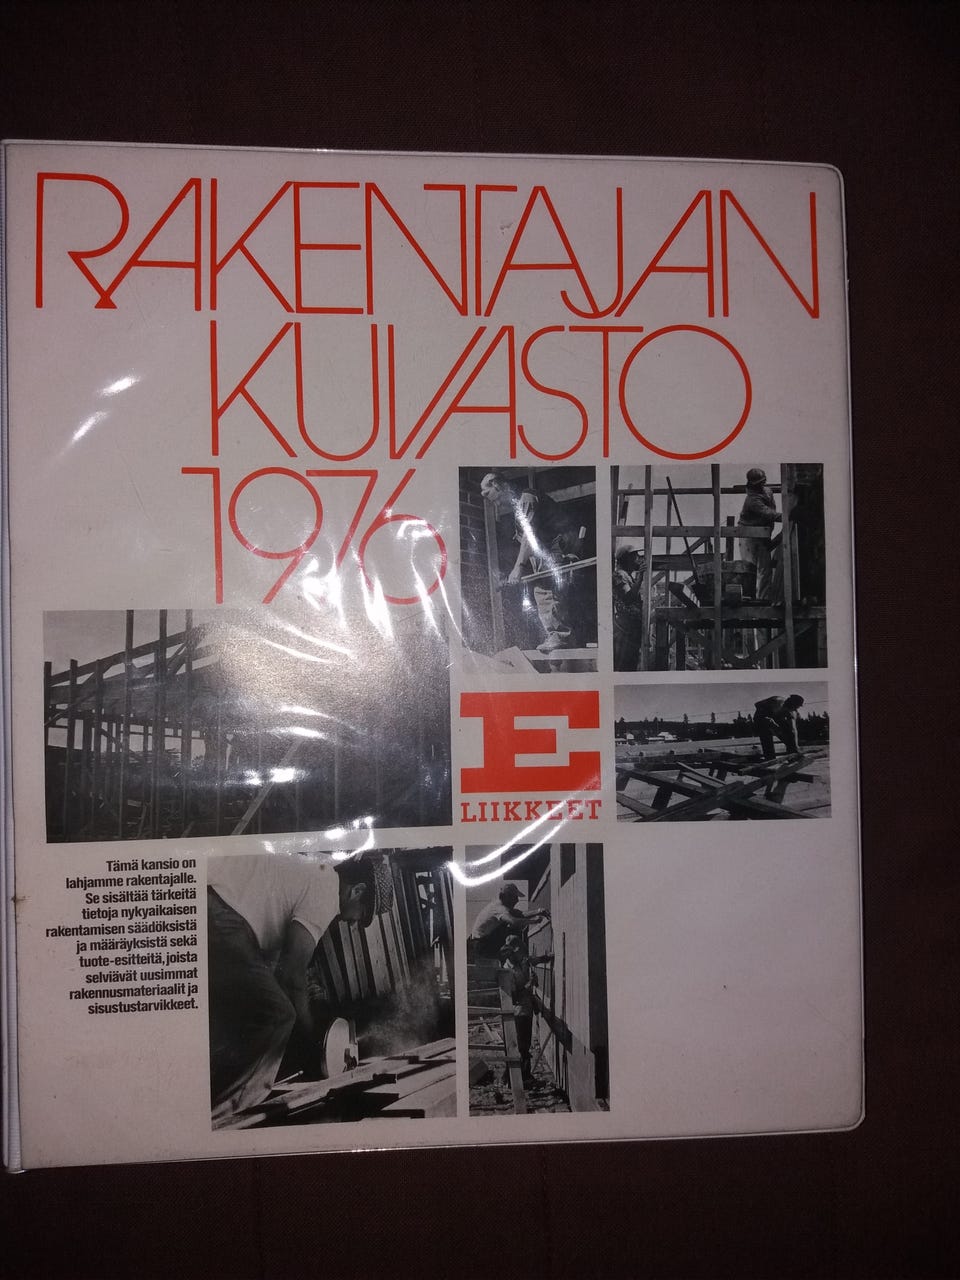 RAKENTAJAN
KUVASTO
1976
E
LIIKKEET
Tämä kansio on
lahjamme rakentajalle.
Se sisältää tärkeitä
tietoja nykyaikaisen
rakentamisen säädöksistä
ja määräyksistä sekä
tuote-esitteitä, joista
selviävät uusimmat
rakennusmateriaalit ja
sisustustarvikkeet.